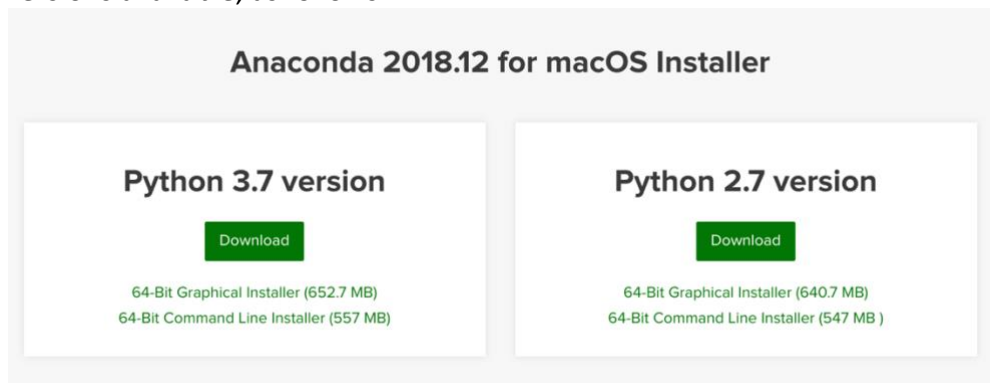 Anaconda 2018.12 for macOS Installer
Python 3.7 version
Download
64-Bit Graphical Installer (652.7 MB)
64-Bit Command Line Installer (557 MB)
Python 2.7 version
Download
64-Bit Graphical Installer (640.7 MB)
64-Bit Command Line Installer (547 MB )